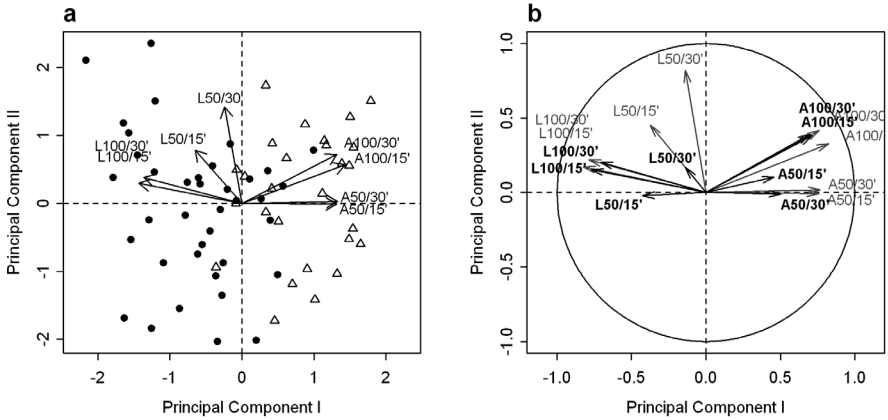 a
Principal Component II
2
1
0
-1
-2
L50/30'
L50/15'
L100/30'
L100/15'
A100/30'
A100/15'
A50/30'
A50/15'
-2
-1
0
1
2
Principal Component I
b
Principal Component II
1.0
0.5
0.0
-0.5
-1.0
L50/30'
L50/15'
L100/30'
L100/15'
A100/30'
A100/15'
A100/30'
A100/
L100/30'
L50/30'
L100/15'
A50/15'
A50/30'
A50/15'
L50/15'
A50/30'
-1.0
-0.5
0.0
0.5
1.0
Principal Component I